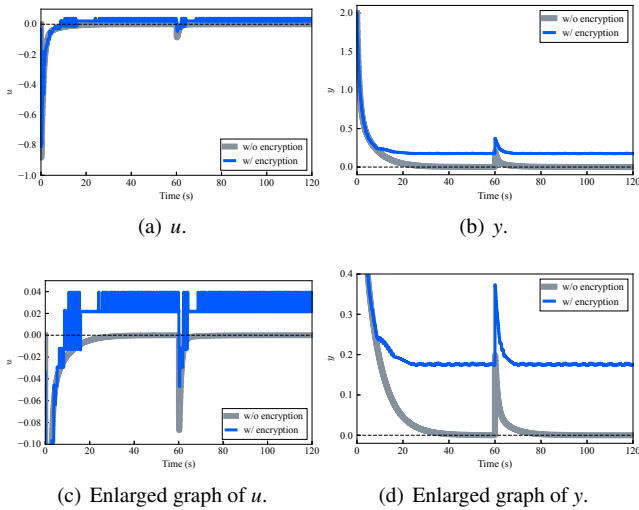 0.0
−0.2
−0.4
−0.6
−0.8
−1.0
u
w/o encryption
w/ encryption
0 20 40 60 80 100 120
Time (s)
(a) u.
2.0
1.5
1.0
0.5
0.0
y
w/o encryption
w/ encryption
0 20 40 60 80 100 120
Time (s)
(b) y.
0.04
0.02
0.00
−0.02
−0.04
−0.06
−0.08
−0.10
u
w/o encryption
w/ encryption
0 20 40 60 80 100 120
Time (s)
(c) Enlarged graph of u.
0.4
0.3
0.2
0.1
0.0
y
w/o encryption
w/ encryption
0 20 40 60 80 100 120
Time (s)
(d) Enlarged graph of y.